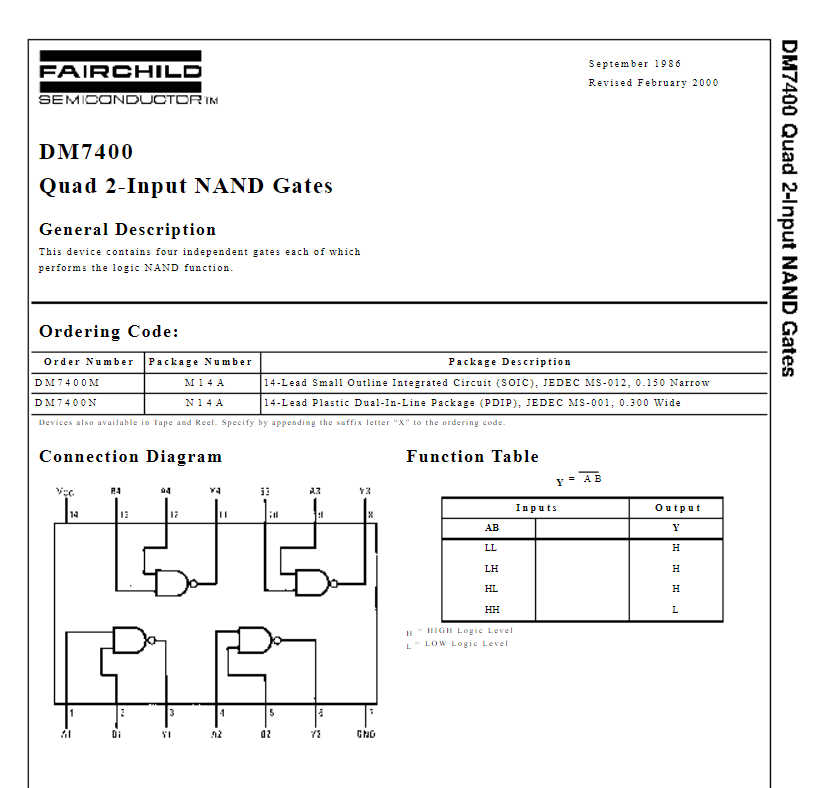 FAIRCHILD
SEMICONDUCTOR™
September 1986
Revised February 2000
DM7400 Quad 2-Input NAND Gates
DM7400
Quad 2-Input NAND Gates
General Description
This device contains four independent gates each of which
performs the logic NAND function.
Ordering Code:
Order Number Package Number Package Description
DM7400M M14A 14-Lead Small Outline Integrated Circuit (SOIC), JEDEC MS-012, 0.150 Narrow
DM7400N N14A 14-Lead Plastic Dual-In-Line Package (PDIP), JEDEC MS-001, 0.300 Wide
Devices also available in Tape and Reel. Specify by appending the suffix letter “X” to the ordering code.
Connection Diagram
VCC B4 A4 Y4 B3 A3 Y3
14 13 12 11 10 9 8
1 2 3 4 5 6 7
A1 B1 Y1 A2 B2 Y2 GND
Function Table
Y = A̅B̅
Inputs Output
AB Y
LL H
LH H
HL H
HH L
H = HIGH Logic Level
L = LOW Logic Level